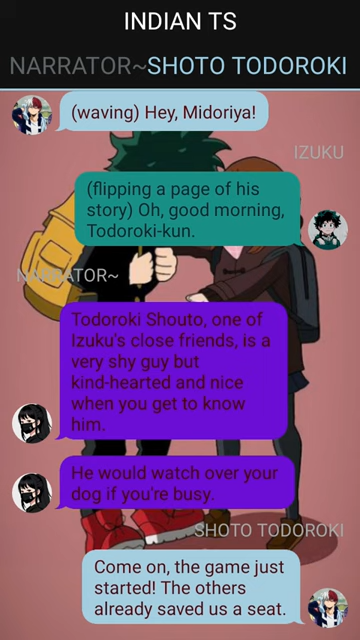 INDIAN TS
NARRATOR~SHOTO TODOROKI
(waving) Hey, Midoriya!
IZUKU
(flipping a page of his
story) Oh, good morning,
Todoroki-kun.
NARRATOR~
Todoroki Shouto, one of
Izuku's close friends, is a
very shy guy but
kind-hearted and nice
when you get to know
him.
He would watch over your
dog if you're busy.
SHOTO TODOROKI
Come on, the game just
started! The others
already saved us a seat.